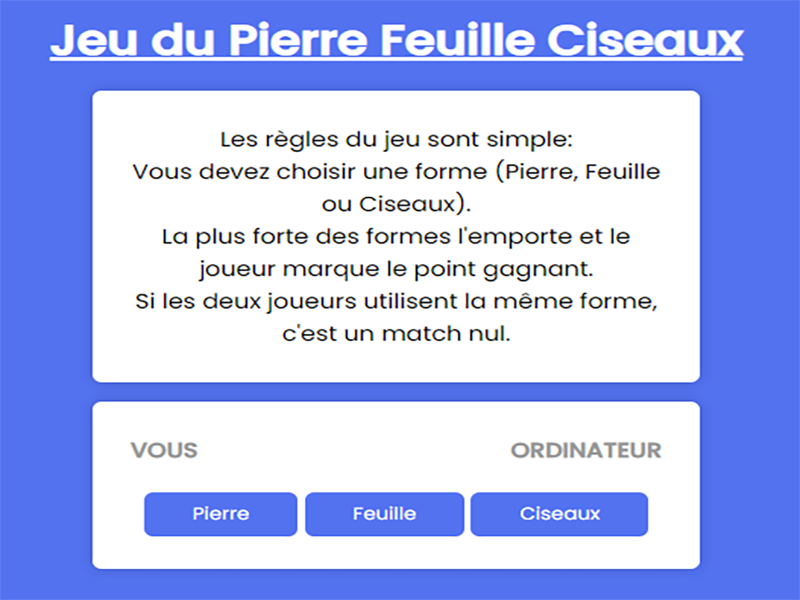 Jeu du Pierre Feuille Ciseaux
Les règles du jeu sont simple:
Vous devez choisir une forme (Pierre, Feuille
ou Ciseaux).
La plus forte des formes l'emporte et le
joueur marque le point gagnant.
Si les deux joueurs utilisent la même forme,
c'est un match nul.
VOUS ORDINATEUR
Pierre Feuille Ciseaux